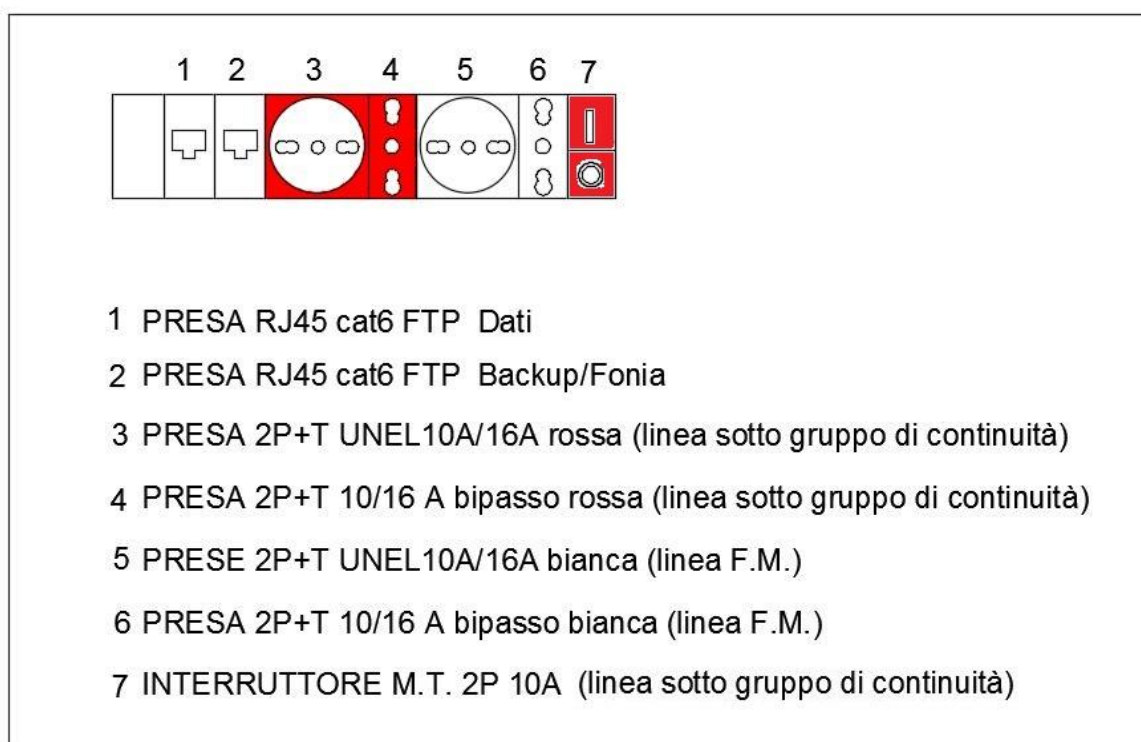 1 2 3 4 5 6 7
1 PRESA RJ45 cat6 FTP Dati
2 PRESA RJ45 cat6 FTP Backup/Fonia
3 PRESA 2P+T UNEL10A/16A rossa (linea sotto gruppo di continuità)
4 PRESA 2P+T 10/16 A bipasso rossa (linea sotto gruppo di continuità)
5 PRESE 2P+T UNEL10A/16A bianca (linea F.M.)
6 PRESA 2P+T 10/16 A bipasso bianca (linea F.M.)
7 INTERRUTTORE M.T. 2P 10A (linea sotto gruppo di continuità)